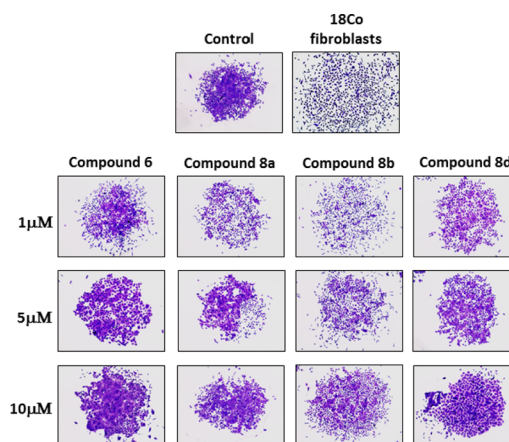 Control
18Co
fibroblasts
Compound 6
Compound 8a
Compound 8b
Compound 8d
1μM
5μM
10μM